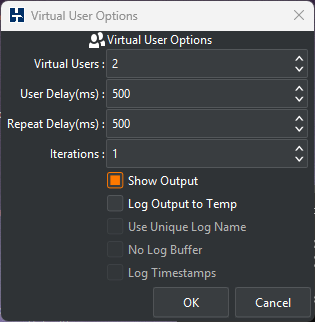 Virtual User Options
Virtual User Options
Virtual Users : 2
User Delay(ms) : 500
Repeat Delay(ms) : 500
Iterations : 1
Show Output
Log Output to Temp
Use Unique Log Name
No Log Buffer
Log Timestamps
OK Cancel